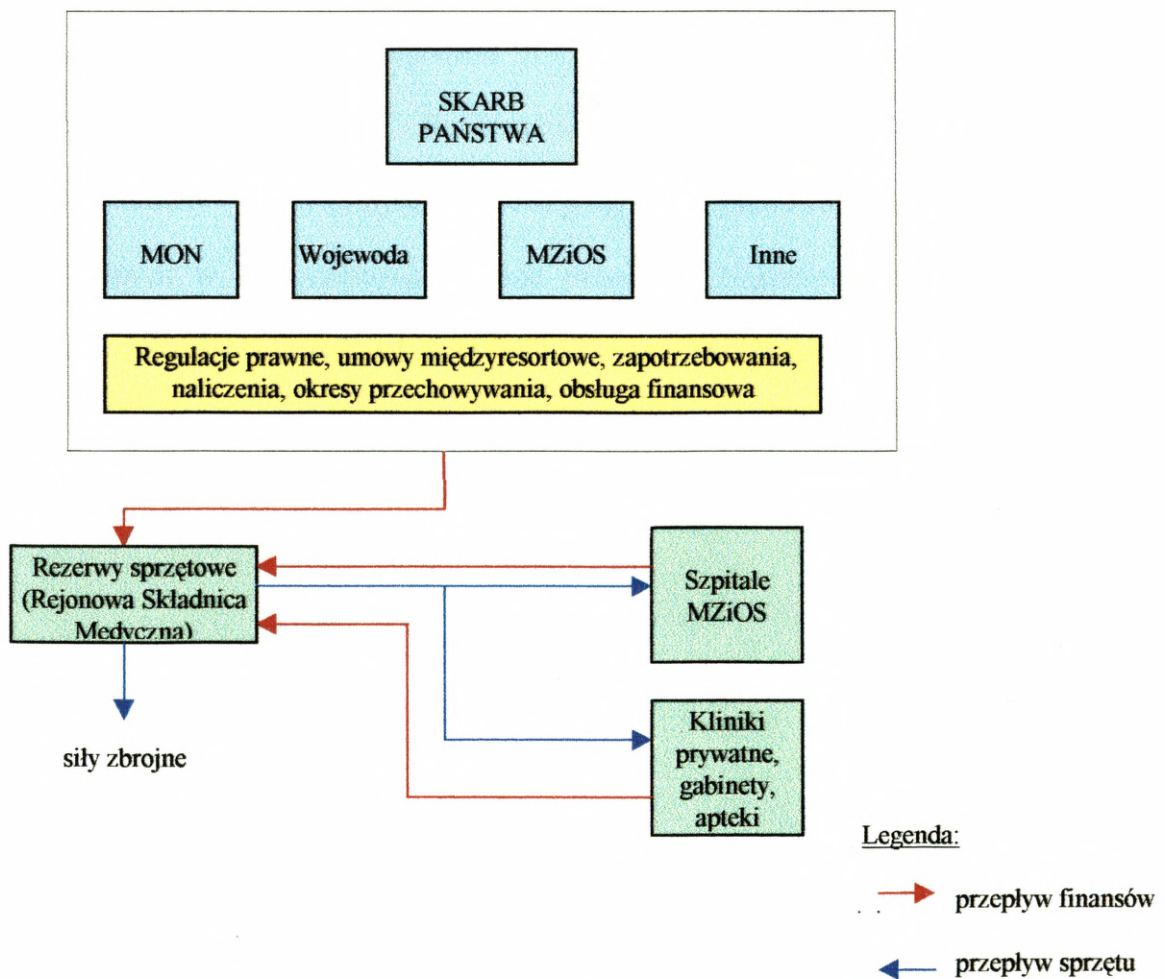 SKARB
PAŃSTWA
MON
Wojewoda
MZiOS
Inne
Regulacje prawne, umowy międzyresortowe, zapotrzebowania,
naliczenia, okresy przechowywania, obsługa finansowa
Rezerwy sprzętowe
(Rejonowa Składnica
Medyczna)
Szpitale
MZiOS
siły zbrojne
Kliniki
prywatne,
gabinety,
apteki
Legenda:
przepływ finansów
przepływ sprzętu